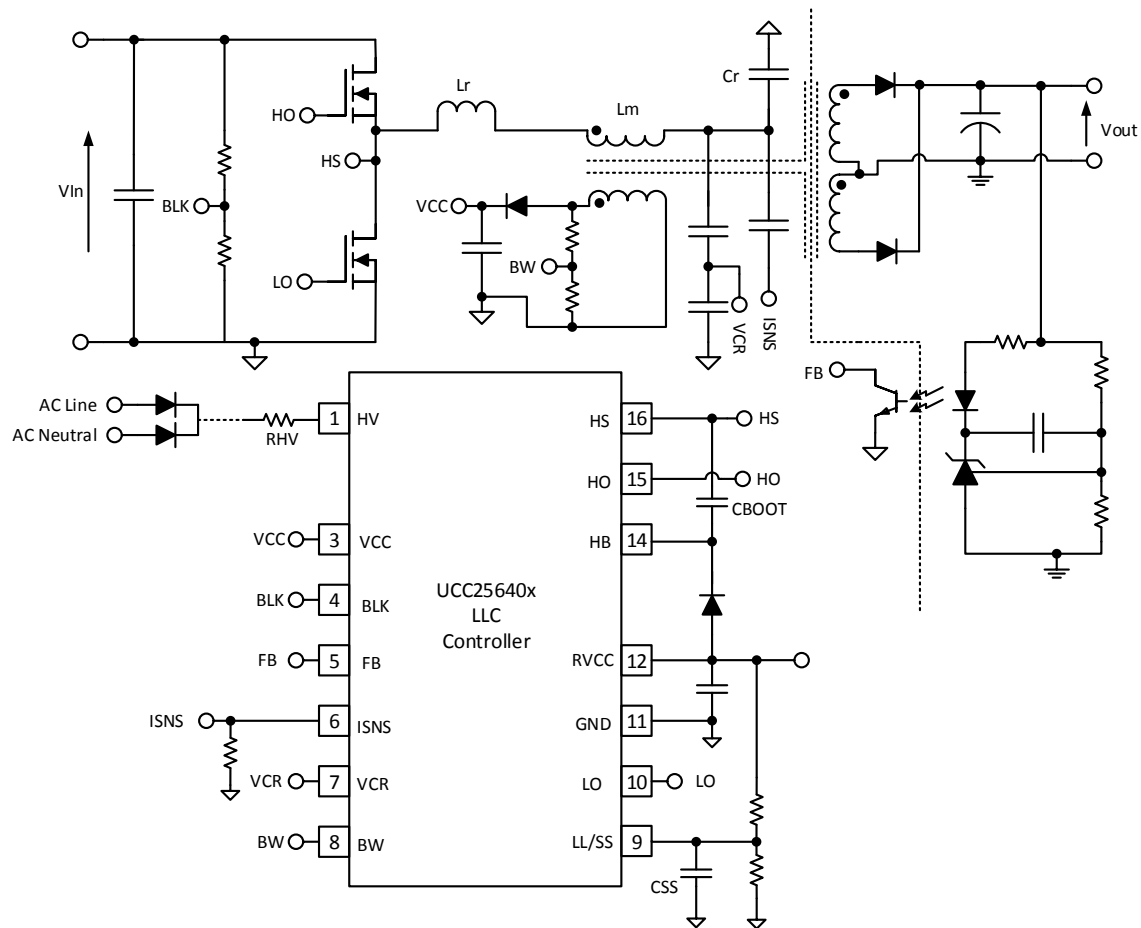 Cr
Lr
Lm
HO
HS
VIn
Vout
BLK
VCC
BW
LO
VCR
ISNS
FB
AC Line
AC Neutral
RHV
1
HV
HS
16
HS
HO
15
HO
CBOOT
VCC
3
VCC
HB
14
BLK
4
BLK
UCC25640x
LLC
Controller
FB
5
FB
RVCC
12
ISNS
6
ISNS
GND
11
VCR
7
VCR
LO
10
LO
BW
8
BW
LL/SS
9
CSS